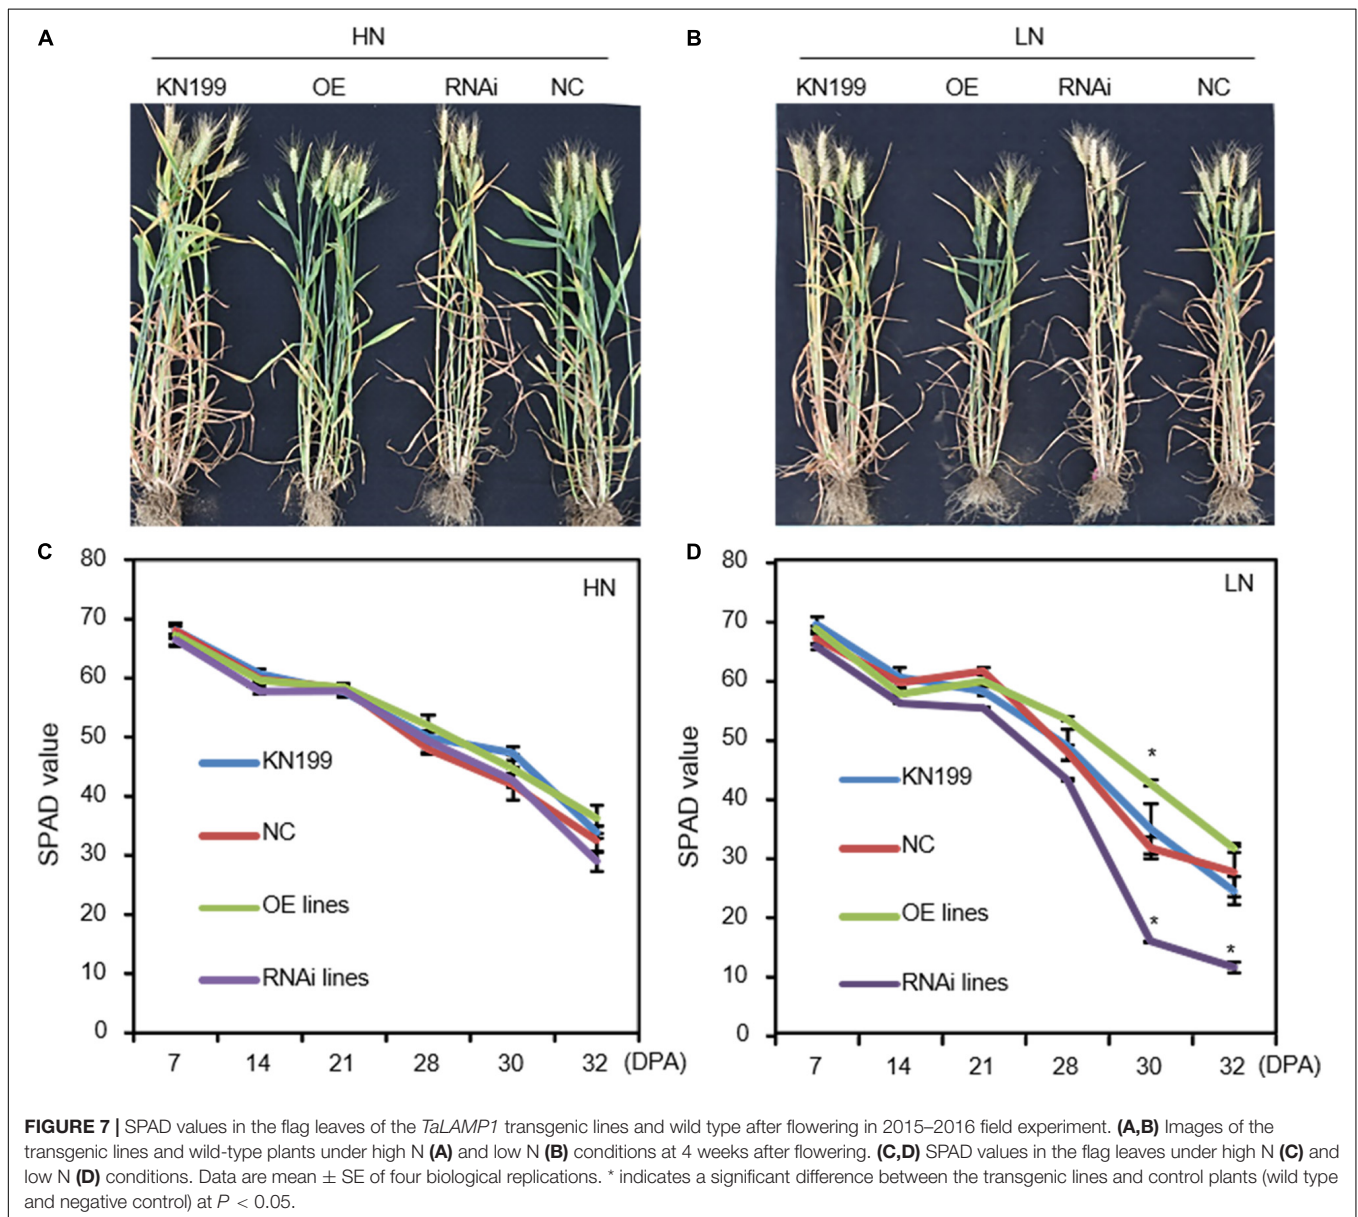 A
HN
KN199 OE RNAi NC
B
LN
KN199 OE RNAi NC
C
HN
SPAD value
80
70
60
50
40
30
20
10
0
KN199
NC
OE lines
RNAi lines
7 14 21 28 30 32 (DPA)
D
LN
SPAD value
80
70
60
50
40
30
20
10
0
KN199
NC
OE lines
RNAi lines
*
*
*
7 14 21 28 30 32 (DPA)
FIGURE 7 | SPAD values in the flag leaves of the TaLAMP1 transgenic lines and wild type after flowering in 2015–2016 field experiment. (A,B) Images of the
transgenic lines and wild-type plants under high N (A) and low N (B) conditions at 4 weeks after flowering. (C,D) SPAD values in the flag leaves under high N (C) and
low N (D) conditions. Data are mean ± SE of four biological replications. * indicates a significant difference between the transgenic lines and control plants (wild type
and negative control) at P < 0.05.